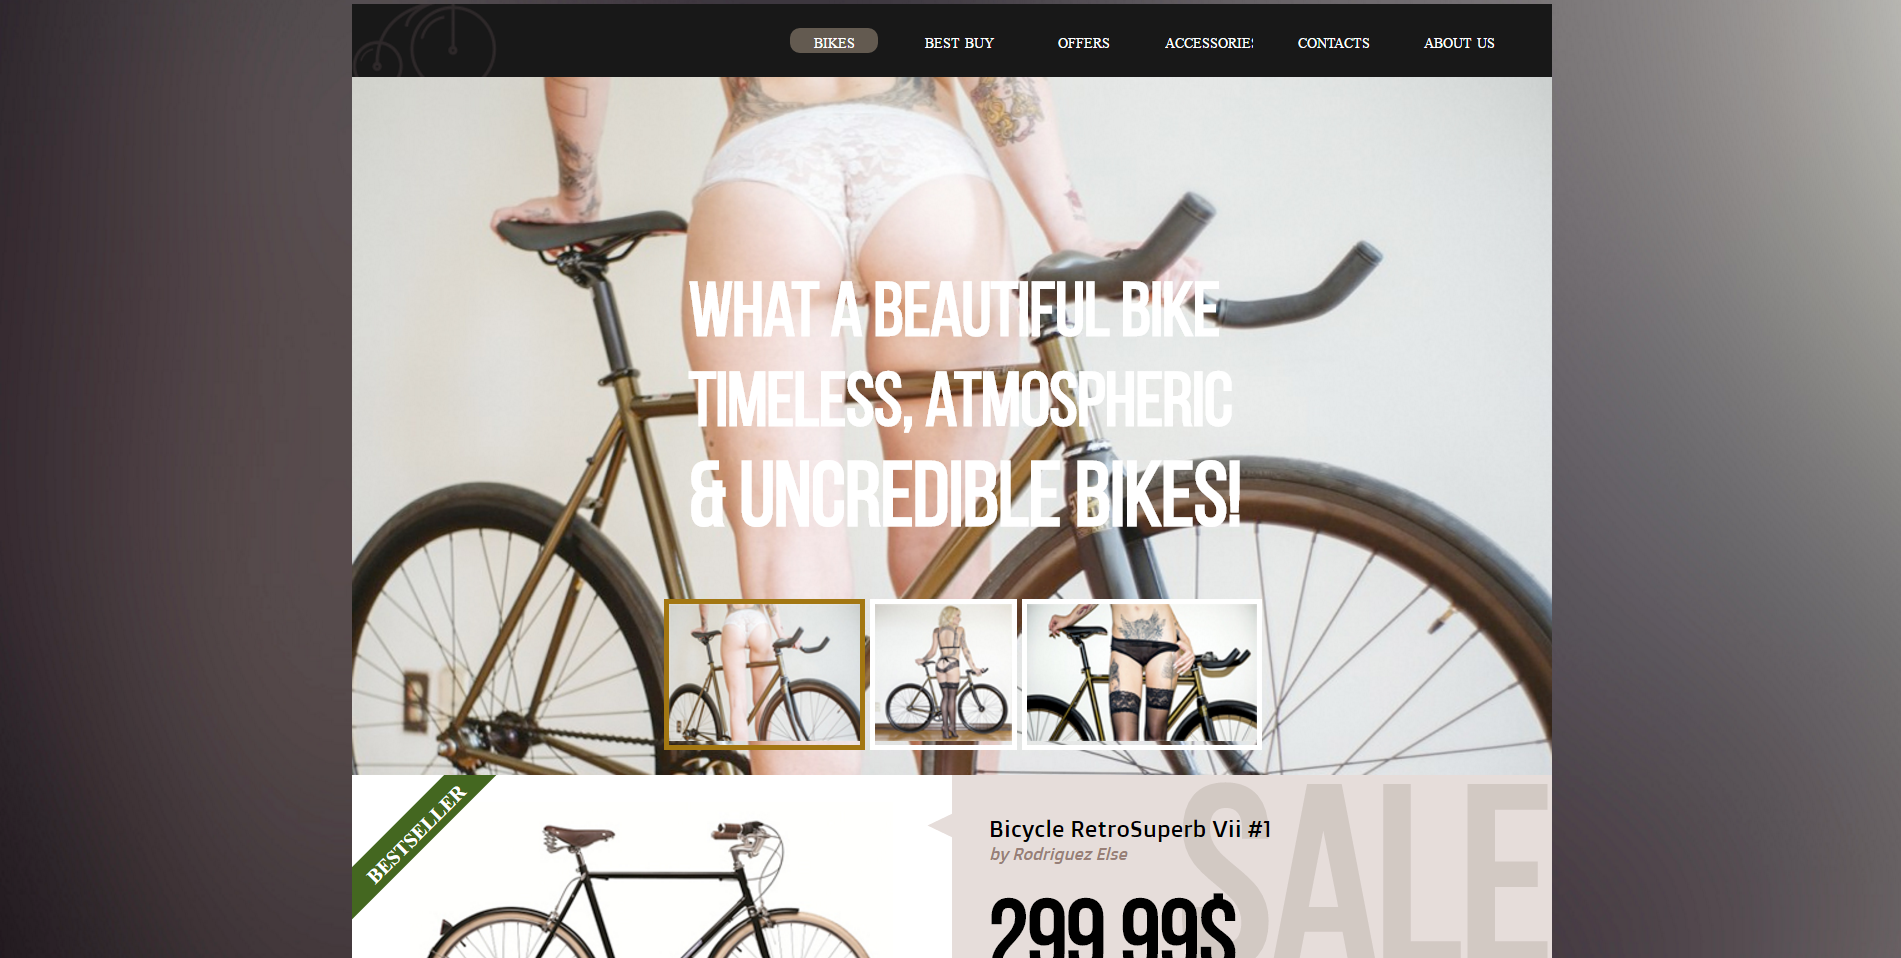 BIKES
BEST BUY
OFFERS
ACCESSORIES
CONTACTS
ABOUT US
WHAT A BEAUTIFUL BIKE
TIMELESS, ATMOSPHERIC
& UNCREDIBLE BIKES!
BESTSELLER
SALE
Bicycle RetroSuperb Vii #1
by Rodriguez Else
299.99$